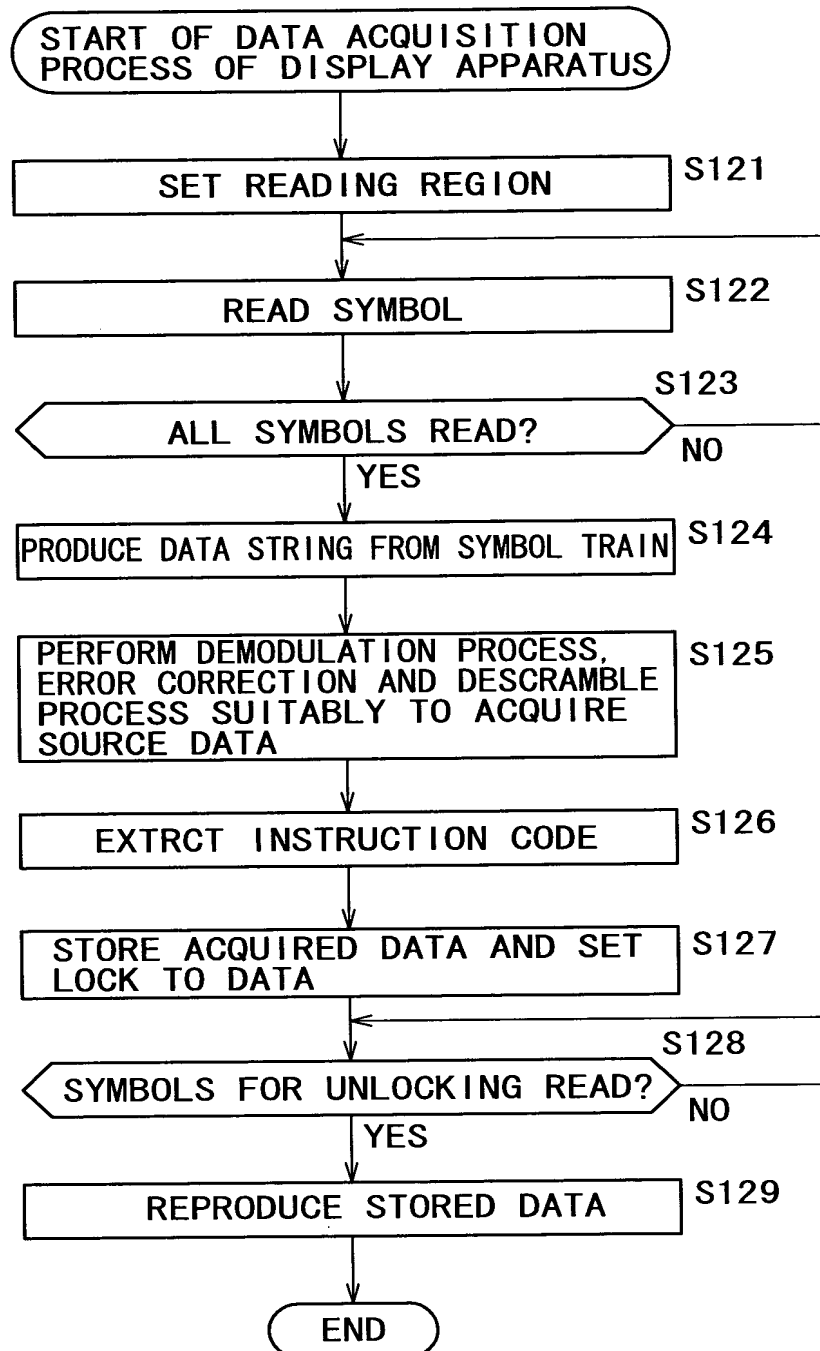 START OF DATA ACQUISITION
PROCESS OF DISPLAY APPARATUS
S121
SET READING REGION
S122
READ SYMBOL
S123
ALL SYMBOLS READ?
NO
YES
S124
PRODUCE DATA STRING FROM SYMBOL TRAIN
S125
PERFORM DEMODULATION PROCESS,
ERROR CORRECTION AND DESCRAMBLE
PROCESS SUITABLY TO ACQUIRE
SOURCE DATA
S126
EXTRCT INSTRUCTION CODE
S127
STORE ACQUIRED DATA AND SET
LOCK TO DATA
S128
SYMBOLS FOR UNLOCKING READ?
NO
YES
S129
REPRODUCE STORED DATA
END